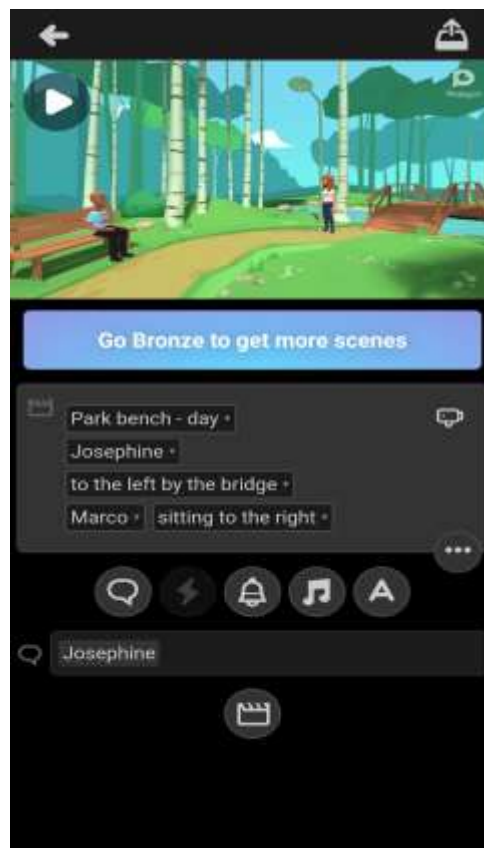 Go Bronze to get more scenes
Park bench - day
Josephine
to the left by the bridge
Marco sitting to the right
Josephine